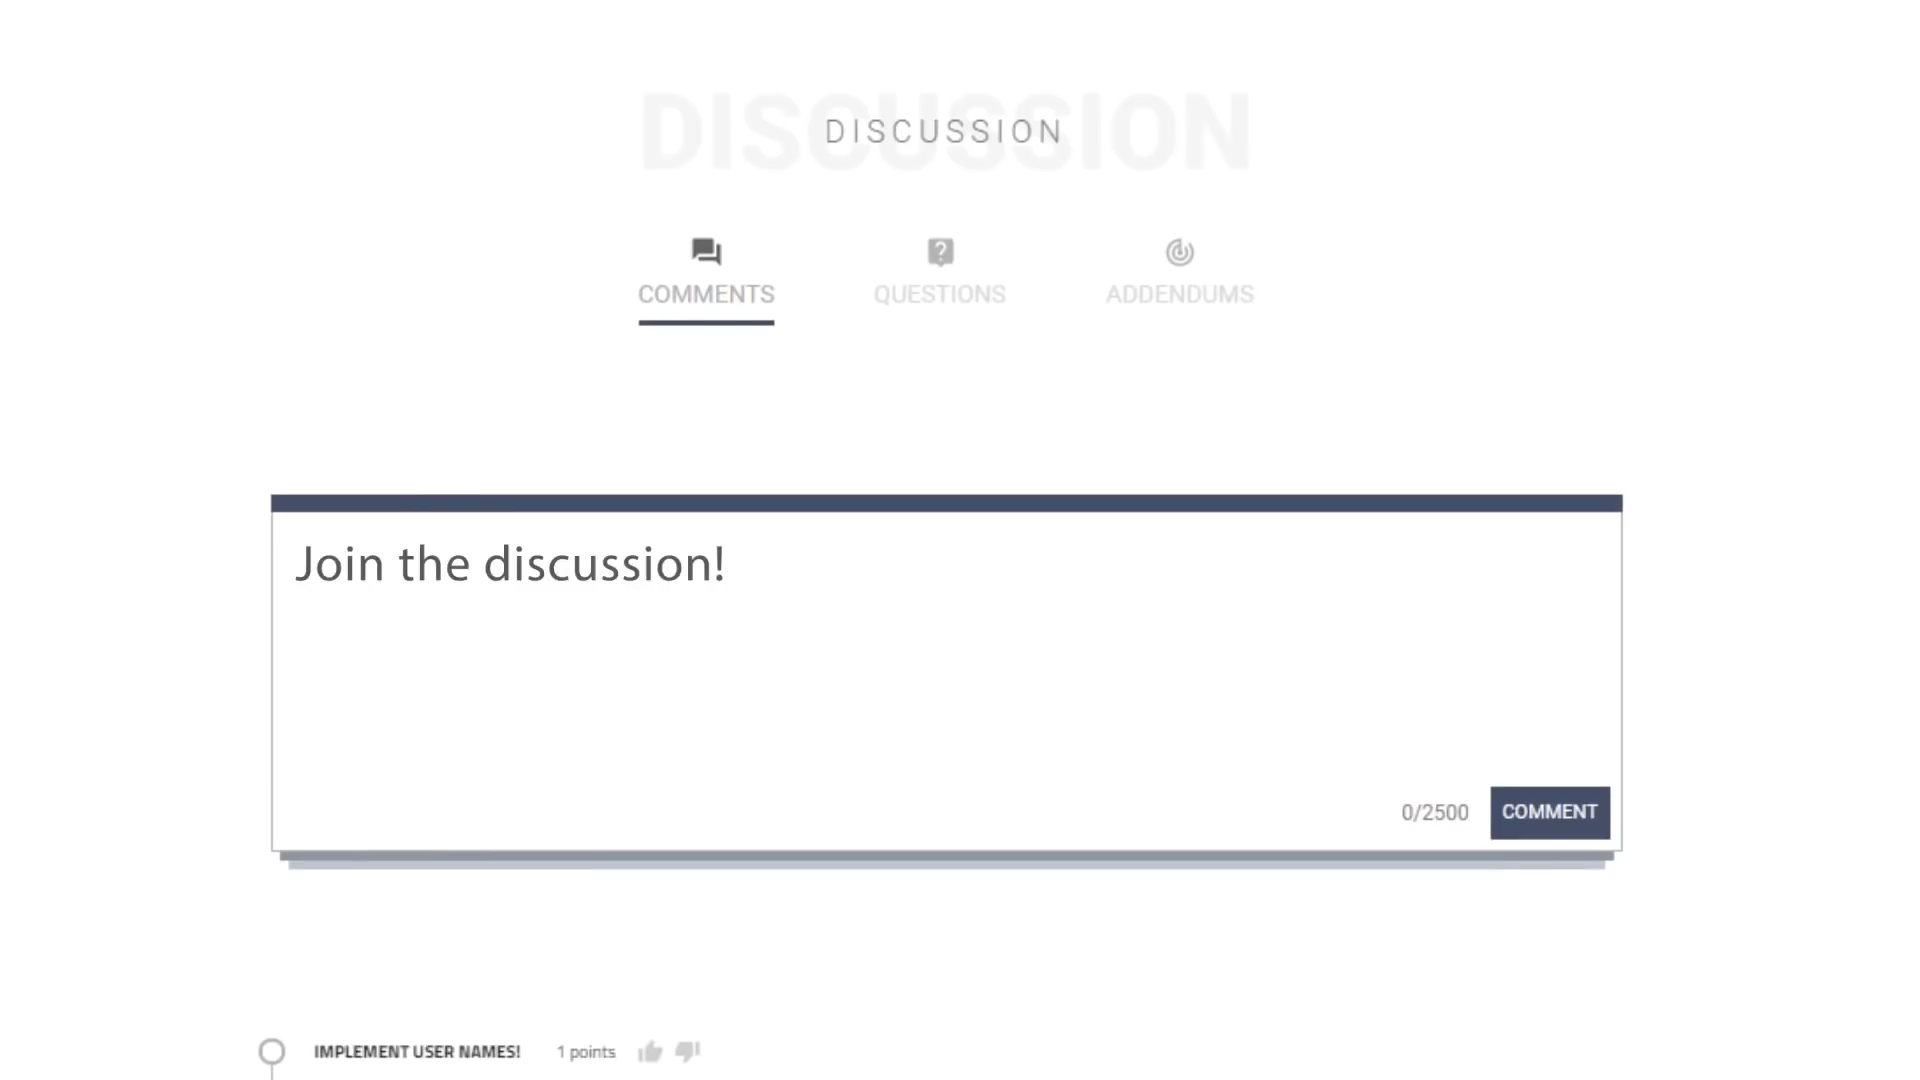 DISCUSSION
DISCUSSION
COMMENTS QUESTIONS ADDENDUMS
Join the discussion!
0/2500 COMMENT
IMPLEMENT USER NAMES! 1 points